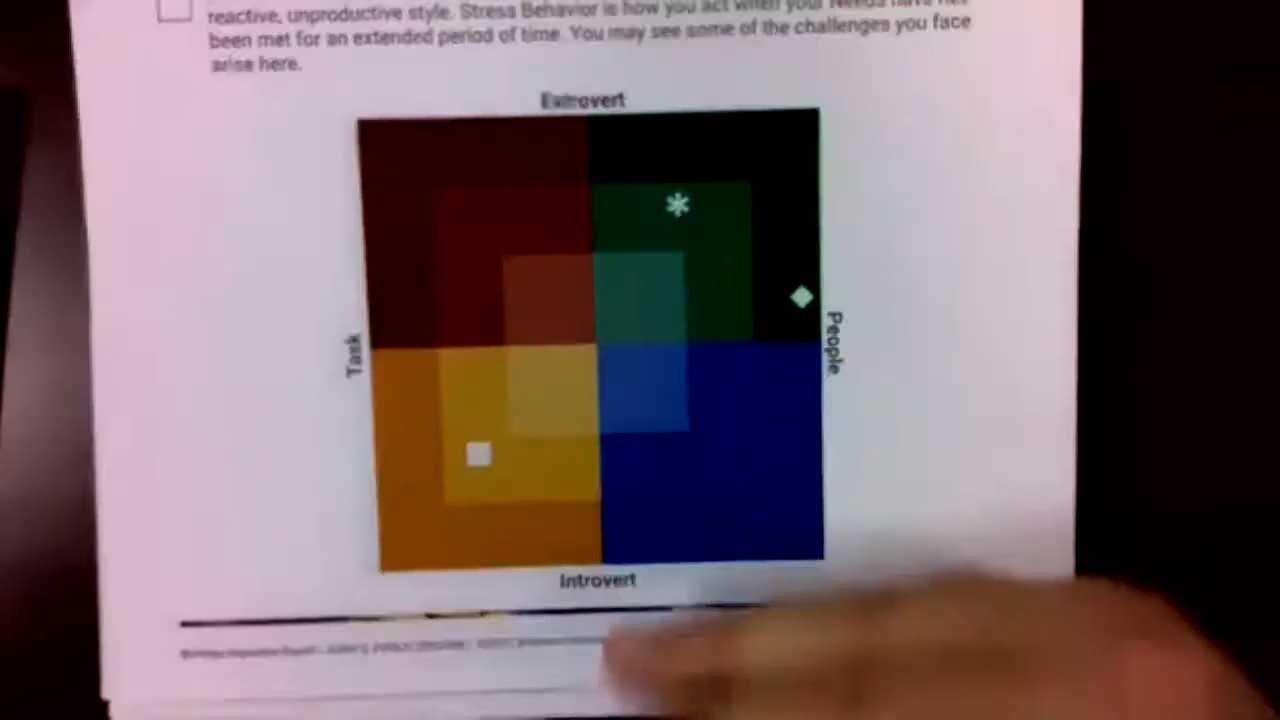 reactive, unproductive style. Stress Behavior is how you act when your Needs have not
been met for an extended period of time. You may see some of the challenges you face
arise here.
Extrovert
Task
People
Introvert